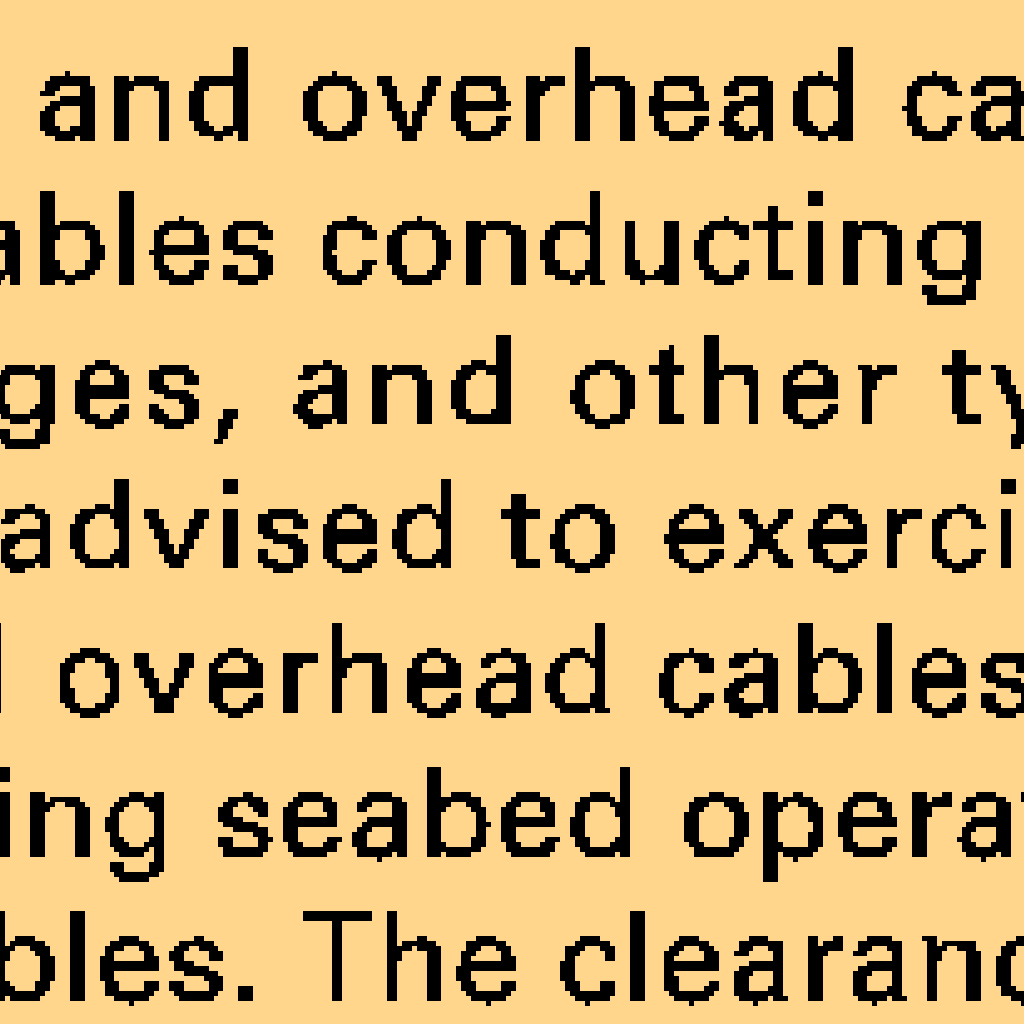 and overhead ca
ables conducting
ges, and other ty
advised to exerci
overhead cables
ing seabed operat
bles. The clearanc